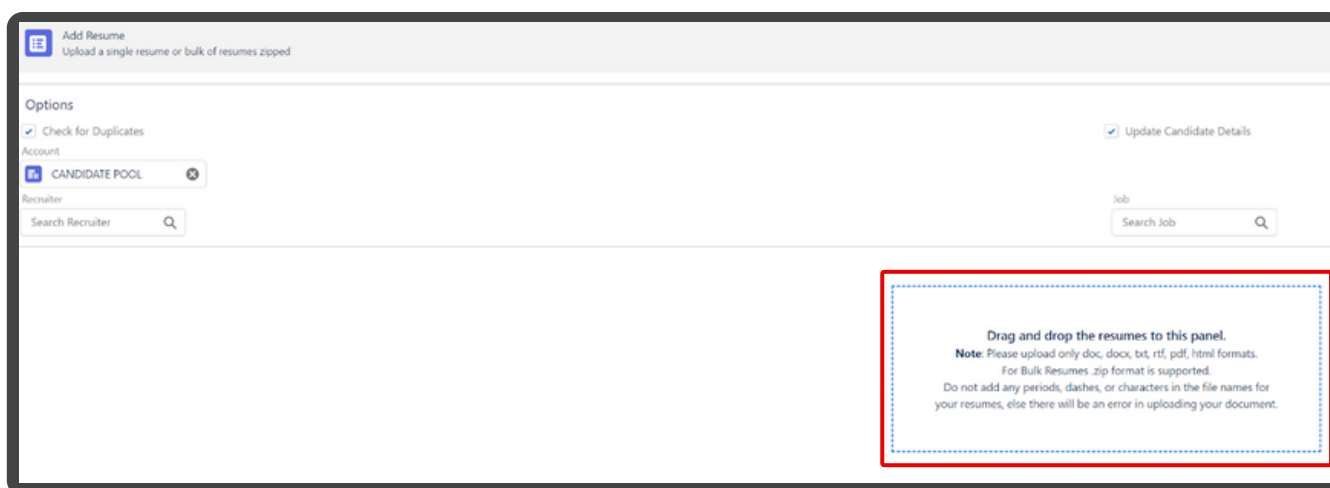 Add Resume
Upload a single resume or bulk of resumes zipped
Options
Check for Duplicates
Update Candidate Details
Account
CANDIDATE POOL
Recruiter
Job
Search Recruiter
Search Job
Drag and drop the resumes to this panel.
Note: Please upload only doc, docx, txt, rtf, pdf, html formats.
For Bulk Resumes .zip format is supported.
Do not add any periods, dashes, or characters in the file names for
your resumes, else there will be an error in uploading your document.